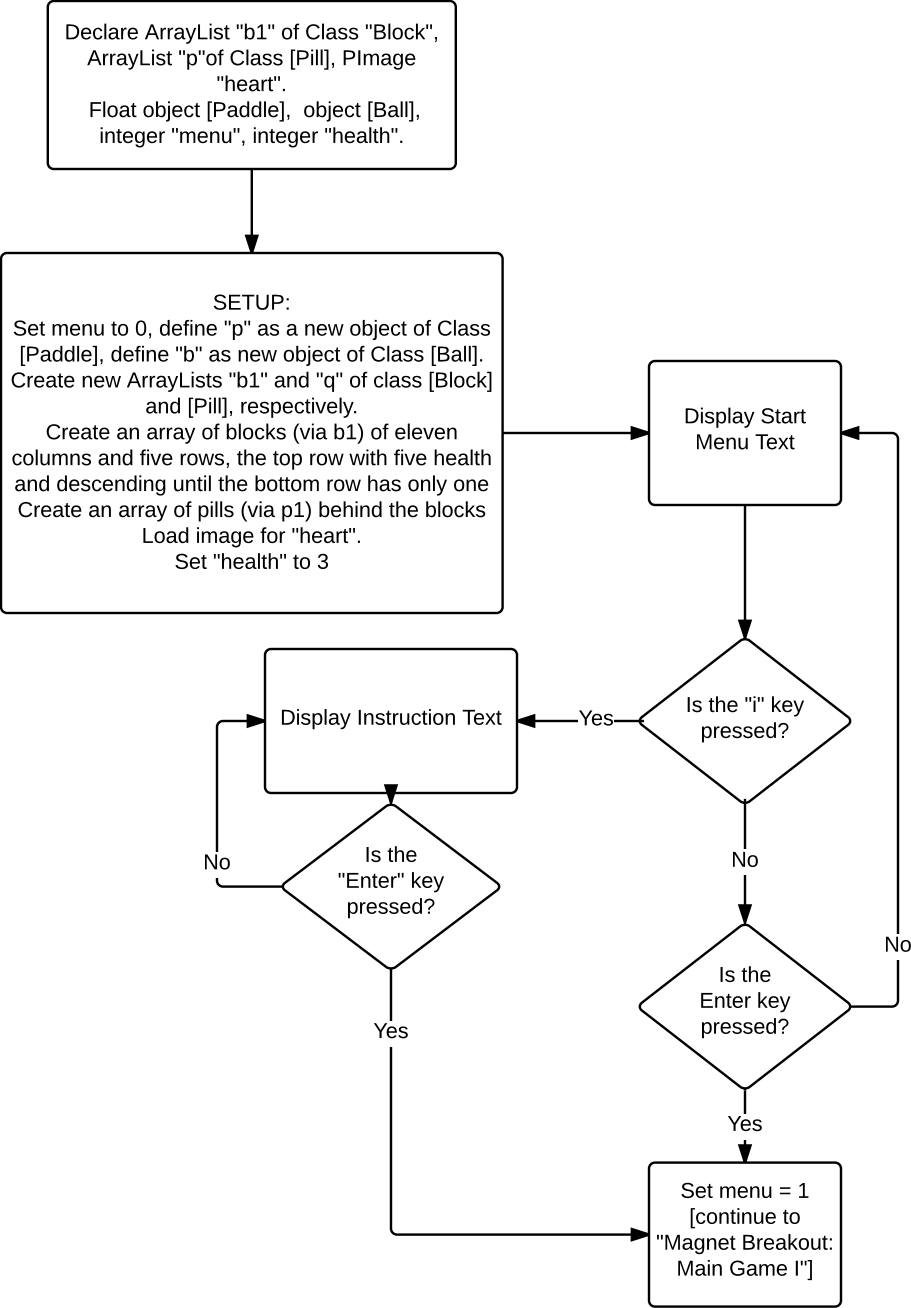 Declare ArrayList "b1" of Class "Block",
ArrayList "p"of Class [Pill], PImage
"heart".
Float object [Paddle],  object [Ball],
integer "menu", integer "health".
SETUP:
Set menu to 0, define "p" as a new object of Class
[Paddle], define "b" as new object of Class [Ball].
Create new ArrayLists "b1" and "q" of class [Block]
and [Pill], respectively.
Create an array of blocks (via b1) of eleven
columns and five rows, the top row with five health
and descending until the bottom row has only one
Create an array of pills (via p1) behind the blocks
Load image for "heart".
Set "health" to 3
Display Start
Menu Text
Is the "i" key
pressed?
Yes
Display Instruction Text
No
Is the
"Enter" key
pressed?
No
Is the
Enter key
pressed?
No
Yes
Yes
Set menu = 1
[continue to
"Magnet Breakout:
Main Game I"]